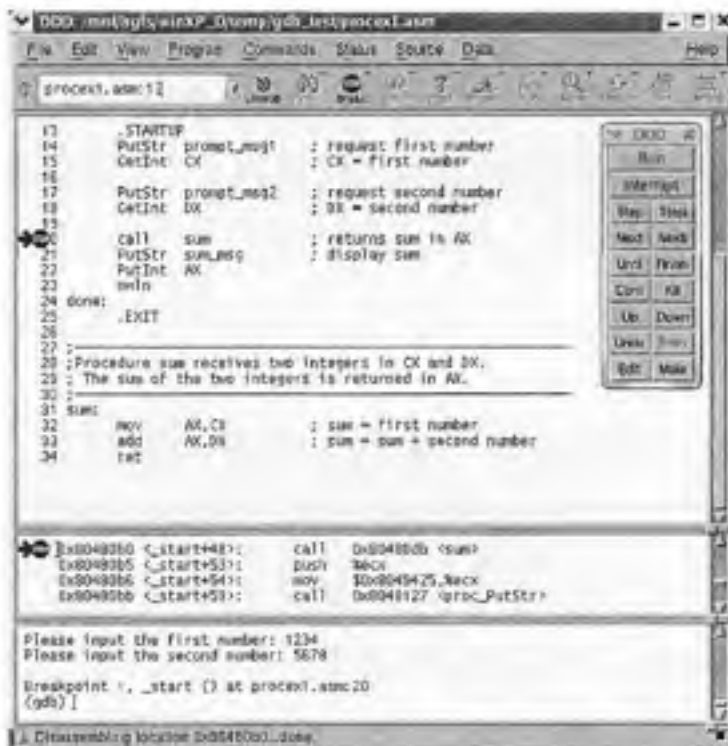 DDD: /mnt/hgfs/winXP_D/temp/gdb_test/procex1.asm
File Edit View Program Commands Status Source Data Help
procex1.asm:12
13 .STARTUP
14 PutStr prompt_msg1 ; request first number
15 GetInt CX ; CX = first number
16
17 PutStr prompt_msg2 ; request second number
18 GetInt DX ; DX = second number
19
20 call sum ; returns sum in AX
21 PutStr sum_msg ; display sum
22 PutInt AX
23 nwln
24 done:
25 .EXIT
26
27 ;
28 ;Procedure sum receives two integers in CX and DX.
29 ; The sum of the two integers is returned in AX.
30 ;
31 sum:
32 mov AX,CX ; sum = first number
33 add AX,DX ; sum = sum + second number
34 ret
DDD
Run
Interrupt
Step Stepi
Next Nexti
Until Finish
Cont Kill
Up Down
Undo Redo
Edit Make
0x80480b0 <_start+48>: call 0x80480db <sum>
0x80480b5 <_start+53>: push %ecx
0x80480b6 <_start+54>: mov $0x8049425,%ecx
0x80480bb <_start+59>: call 0x8048127 <proc_PutStr>
Please input the first number: 1234
Please input the second number: 5678
Breakpoint 1, _start () at procex1.asm:20
(gdb)
Disassembling location 0x80480b0...done.